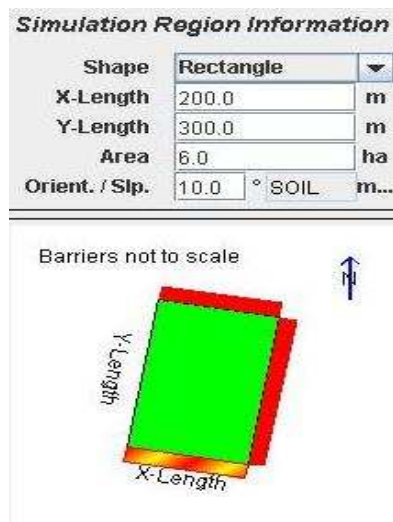 Simulation Region Information
Shape Rectangle
X-Length 200.0 m
Y-Length 300.0 m
Area 6.0 ha
Orient. / Slp. 10.0 ° SOIL m...
Barriers not to scale
N
Y-Length
X-Length